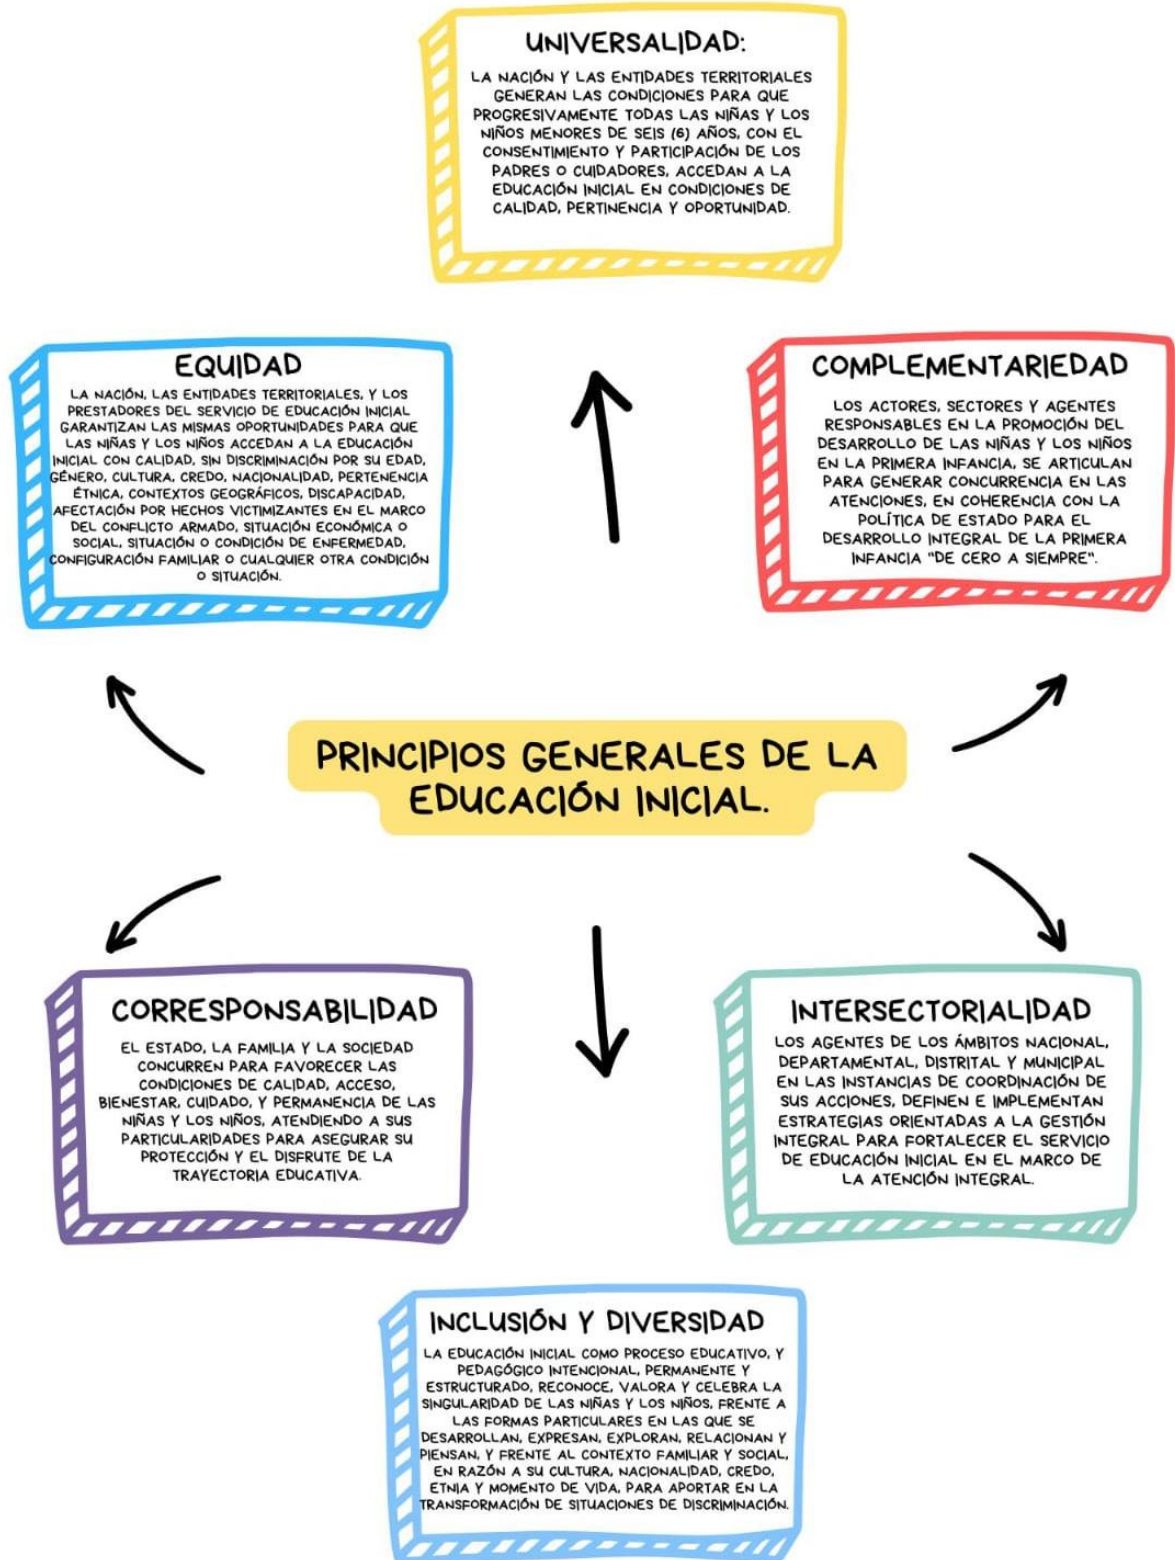 UNIVERSALIDAD:
LA NACIÓN Y LAS ENTIDADES TERRITORIALES
GENERAN LAS CONDICIONES PARA QUE
PROGRESIVAMENTE TODAS LAS NIÑAS Y LOS
NIÑOS MENORES DE SEIS (6) AÑOS, CON EL
CONSENTIMIENTO Y PARTICIPACIÓN DE LOS
PADRES O CUIDADORES, ACCEDAN A LA
EDUCACIÓN INICIAL EN CONDICIONES DE
CALIDAD, PERTINENCIA Y OPORTUNIDAD.
EQUIDAD
LA NACIÓN, LAS ENTIDADES TERRITORIALES, Y LOS
PRESTADORES DEL SERVICIO DE EDUCACIÓN INICIAL
GARANTIZAN LAS MISMAS OPORTUNIDADES PARA QUE
LAS NIÑAS Y LOS NIÑOS ACCEDAN A LA EDUCACIÓN
INICIAL CON CALIDAD, SIN DISCRIMINACIÓN POR SU EDAD,
GÉNERO, CULTURA, CREDO, NACIONALIDAD, PERTENENCIA
ÉTNICA, CONTEXTOS GEOGRÁFICOS, DISCAPACIDAD,
AFECTACIÓN POR HECHOS VICTIMIZANTES EN EL MARCO
DEL CONFLICTO ARMADO, SITUACIÓN ECONÓMICA O
SOCIAL, SITUACIÓN O CONDICIÓN DE ENFERMEDAD,
CONFIGURACIÓN FAMILIAR O CUALQUIER OTRA CONDICIÓN
O SITUACIÓN.
COMPLEMENTARIEDAD
LOS ACTORES, SECTORES Y AGENTES
RESPONSABLES EN LA PROMOCIÓN DEL
DESARROLLO DE LAS NIÑAS Y LOS NIÑOS
EN LA PRIMERA INFANCIA, SE ARTICULAN
PARA GENERAR CONCURRENCIA EN LAS
ATENCIONES, EN COHERENCIA CON LA
POLÍTICA DE ESTADO PARA EL
DESARROLLO INTEGRAL DE LA PRIMERA
INFANCIA "DE CERO A SIEMPRE".
PRINCIPIOS GENERALES DE LA
EDUCACIÓN INICIAL.
CORRESPONSABILIDAD
EL ESTADO, LA FAMILIA Y LA SOCIEDAD
CONCURREN PARA FAVORECER LAS
CONDICIONES DE CALIDAD, ACCESO,
BIENESTAR, CUIDADO, Y PERMANENCIA DE LAS
NIÑAS Y LOS NIÑOS, ATENDIENDO A SUS
PARTICULARIDADES PARA ASEGURAR SU
PROTECCIÓN Y EL DISFRUTE DE LA
TRAYECTORIA EDUCATIVA.
INTERSECTORIALIDAD
LOS AGENTES DE LOS ÁMBITOS NACIONAL,
DEPARTAMENTAL, DISTRITAL Y MUNICIPAL
EN LAS INSTANCIAS DE COORDINACIÓN DE
SUS ACCIONES, DEFINEN E IMPLEMENTAN
ESTRATEGIAS ORIENTADAS A LA GESTIÓN
INTEGRAL PARA FORTALECER EL SERVICIO
DE EDUCACIÓN INICIAL EN EL MARCO DE
LA ATENCIÓN INTEGRAL.
INCLUSIÓN Y DIVERSIDAD
LA EDUCACIÓN INICIAL COMO PROCESO EDUCATIVO, Y
PEDAGÓGICO INTENCIONAL, PERMANENTE Y
ESTRUCTURADO, RECONOCE, VALORA Y CELEBRA LA
SINGULARIDAD DE LAS NIÑAS Y LOS NIÑOS, FRENTE A
LAS FORMAS PARTICULARES EN LAS QUE SE
DESARROLLAN, EXPRESAN, EXPLORAN, RELACIONAN Y
PIENSAN, Y FRENTE AL CONTEXTO FAMILIAR Y SOCIAL,
EN RAZÓN A SU CULTURA, NACIONALIDAD, CREDO,
ETNIA Y MOMENTO DE VIDA, PARA APORTAR EN LA
TRANSFORMACIÓN DE SITUACIONES DE DISCRIMINACIÓN.